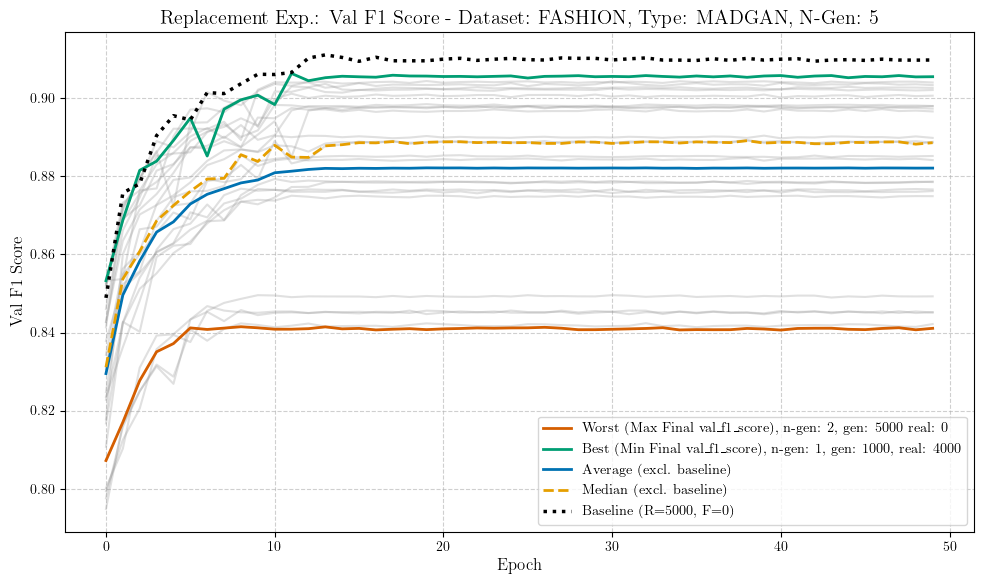 Replacement Exp.: Val F1 Score - Dataset: FASHION, Type: MADGAN, N-Gen: 5
Val F1 Score
0.90
0.88
0.86
0.84
0.82
0.80
Worst (Max Final val_f1_score), n-gen: 2, gen: 5000 real: 0
Best (Min Final val_f1_score), n-gen: 1, gen: 1000, real: 4000
Average (excl. baseline)
Median (excl. baseline)
Baseline (R=5000, F=0)
0 10 20 30 40 50
Epoch